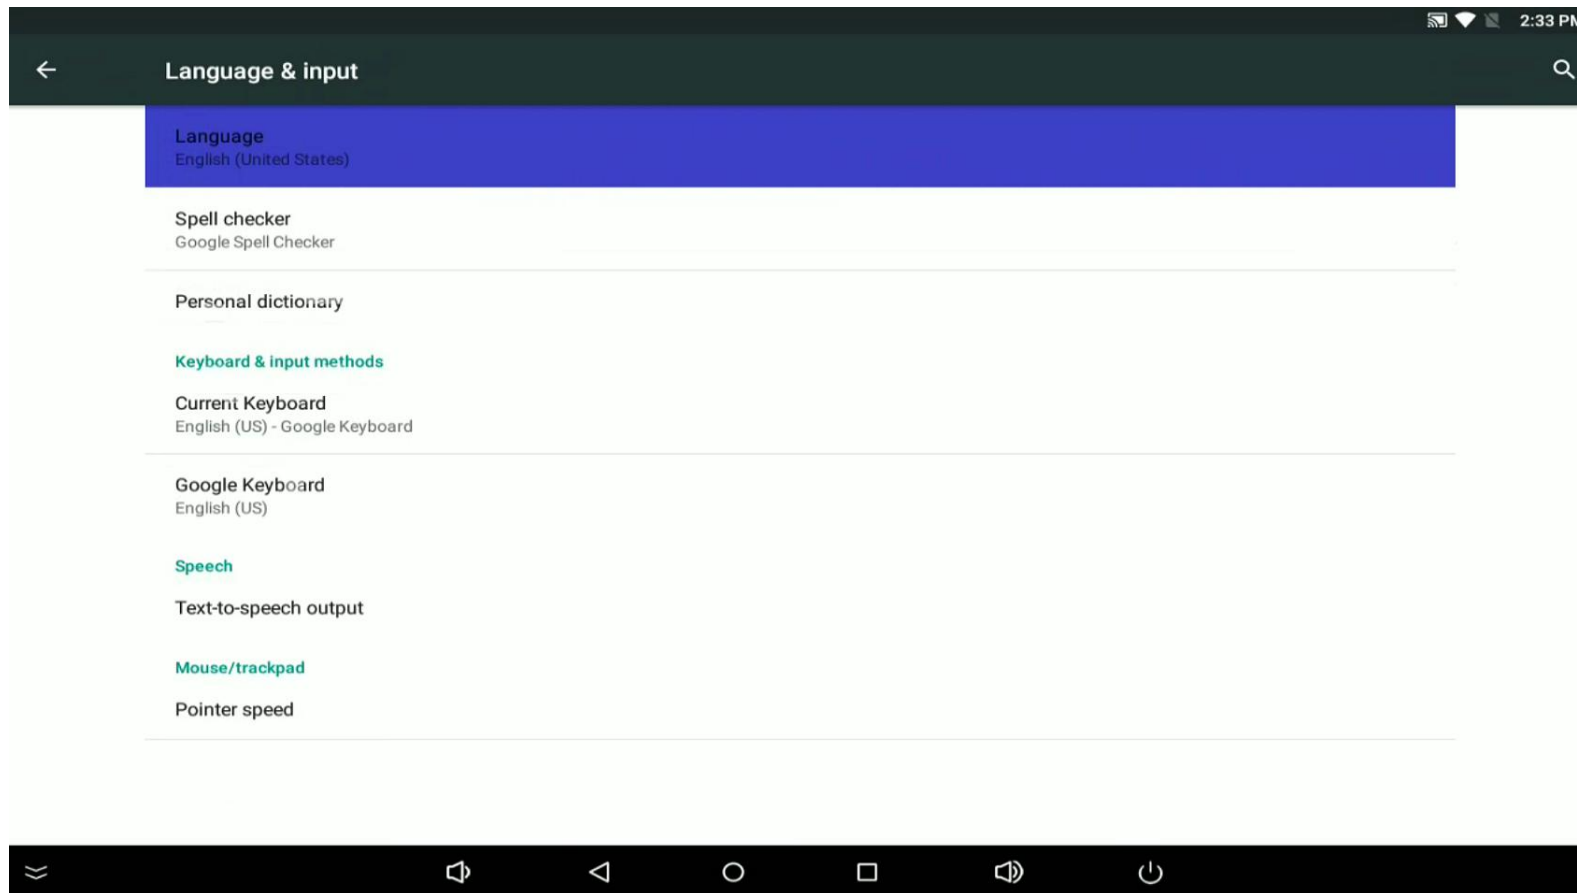 2:33 PM
Language & input
Language
English (United States)
Spell checker
Google Spell Checker
Personal dictionary
Keyboard & input methods
Current Keyboard
English (US) - Google Keyboard
Google Keyboard
English (US)
Speech
Text-to-speech output
Mouse/trackpad
Pointer speed